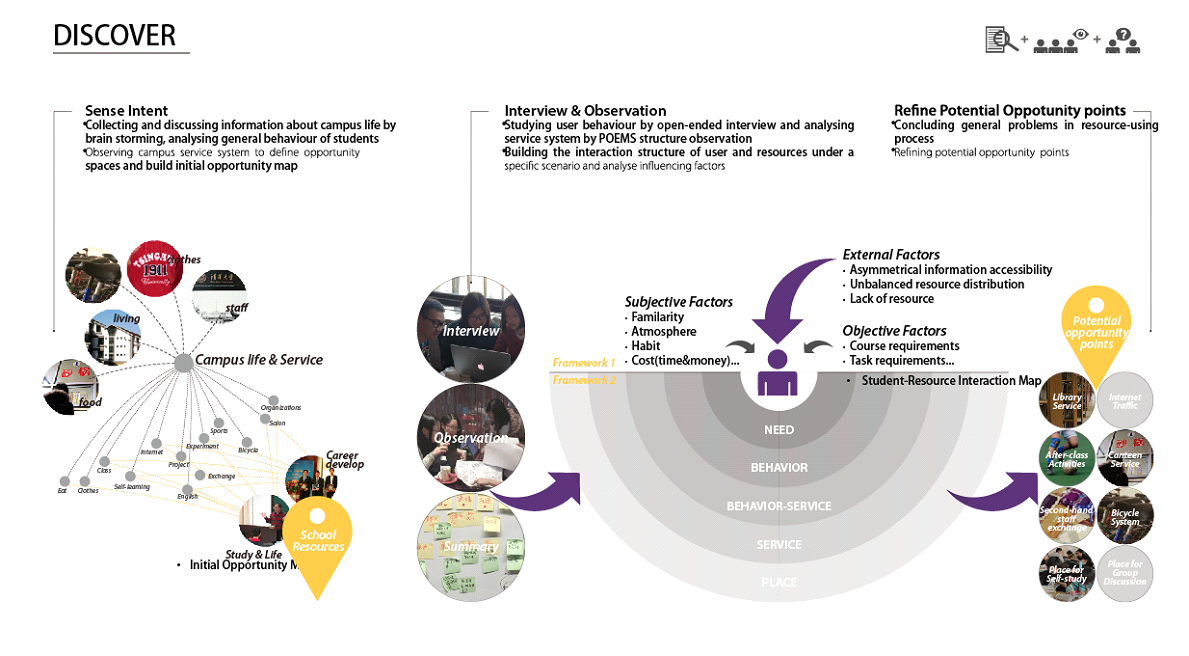 DISCOVER
+ +
?
Sense Intent
•Collecting and discussing information about campus life by
brain storming, analysing general behaviour of students
•Observing campus service system to define opportunity
spaces and build initial opportunity map
Interview & Observation
•Studying user behaviour by open-ended interview and analysing
service system by POEMS structure observation
•Building the interaction structure of user and resources under a
specific scenario and analyse influencing factors
Refine Potential Oppotunity points
•Concluding general problems in resource-using
process
•Refining potential opportunity points
TSINGHUA
1911
University
clothes
staff
living
food
Campus life & Service
Organizations
Salon
Sports
Experiment
Bicycle
Internet
Project
Class
Exchange
Eat
Clothes
Self-learning
English
Career
develop
Study & Life
School
Resources
• Initial Opportunity M
Interview
Observation
Summary
Subjective Factors
· Familarity
· Atmosphere
· Habit
· Cost(time&money)...
External Factors
· Asymmetrical information accessibility
· Unbalanced resource distribution
· Lack of resource
Objective Factors
· Course requirements
· Task requirements...
Framework 1
Framework 2
• Student-Resource Interaction Map
NEED
BEHAVIOR
BEHAVIOR-SERVICE
SERVICE
PLACE
Potential
opportunity
points
Library
Service
Internet
Traffic
After-class
Activities
Canteen
Service
Second-hand
staff
exchange
Bicycle
System
Place for
Self-study
Place for
Group
Discussion